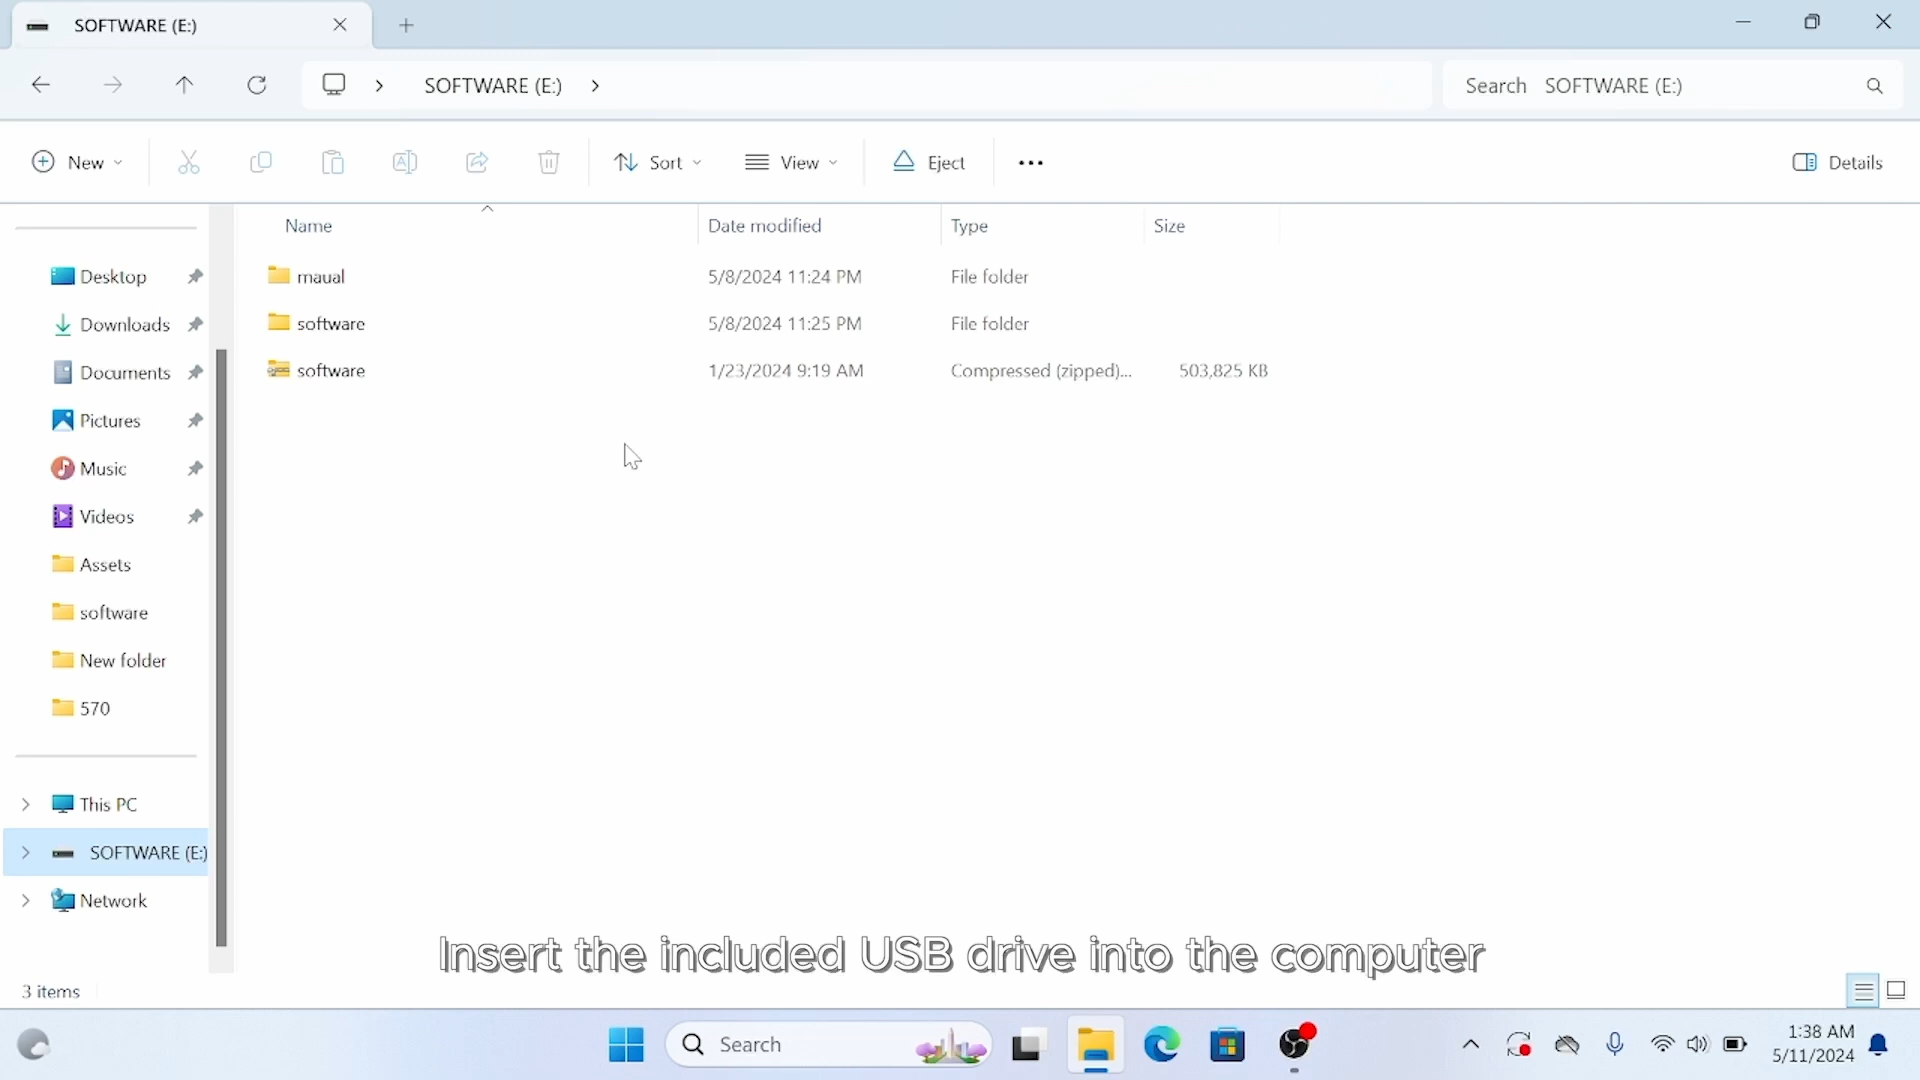 SOFTWARE (E:)
SOFTWARE (E:)
Search SOFTWARE (E:)
New
Sort
View
Eject
Details
Name Date modified Type Size
maual 5/8/2024 11:24 PM File folder
software 5/8/2024 11:25 PM File folder
software 1/23/2024 9:19 AM Compressed (zipped)... 503,825 KB
Desktop
Downloads
Documents
Pictures
Music
Videos
Assets
software
New folder
570
This PC
SOFTWARE (E:)
Network
Insert the included USB drive into the computer
3 items
Search
1:38 AM
5/11/2024